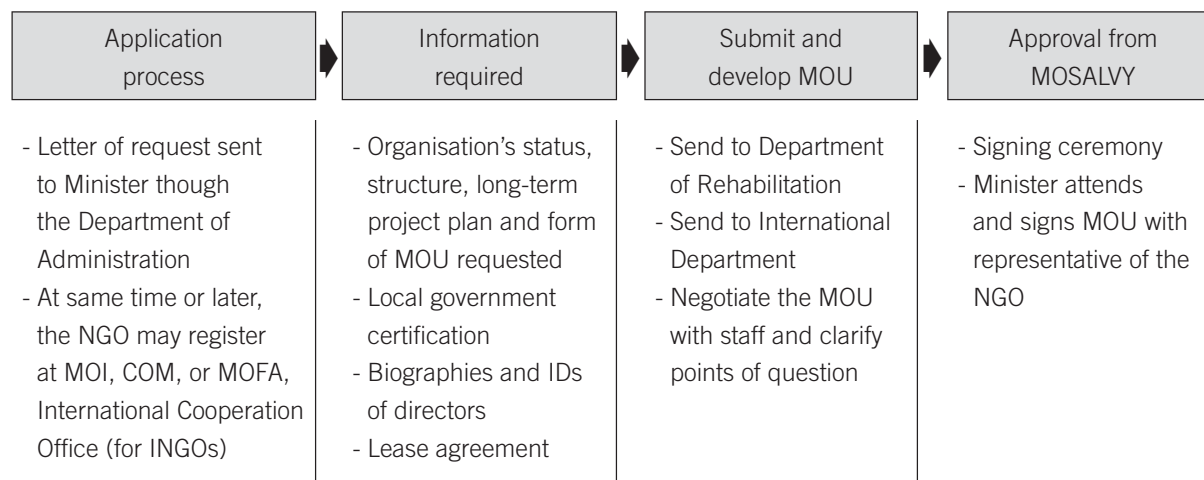 Application
process
Information
required
Submit and
develop MOU
Approval from
MOSALVY
- Letter of request sent
to Minister though
the Department of
Administration
- At same time or later,
the NGO may register
at MOI, COM, or MOFA,
International Cooperation
Office (for INGOs)
- Organisation's status,
structure, long-term
project plan and form
of MOU requested
- Local government
certification
- Biographies and IDs
of directors
- Lease agreement
- Send to Department
of Rehabilitation
- Send to International
Department
- Negotiate the MOU
with staff and clarify
points of question
- Signing ceremony
- Minister attends
and signs MOU with
representative of the
NGO